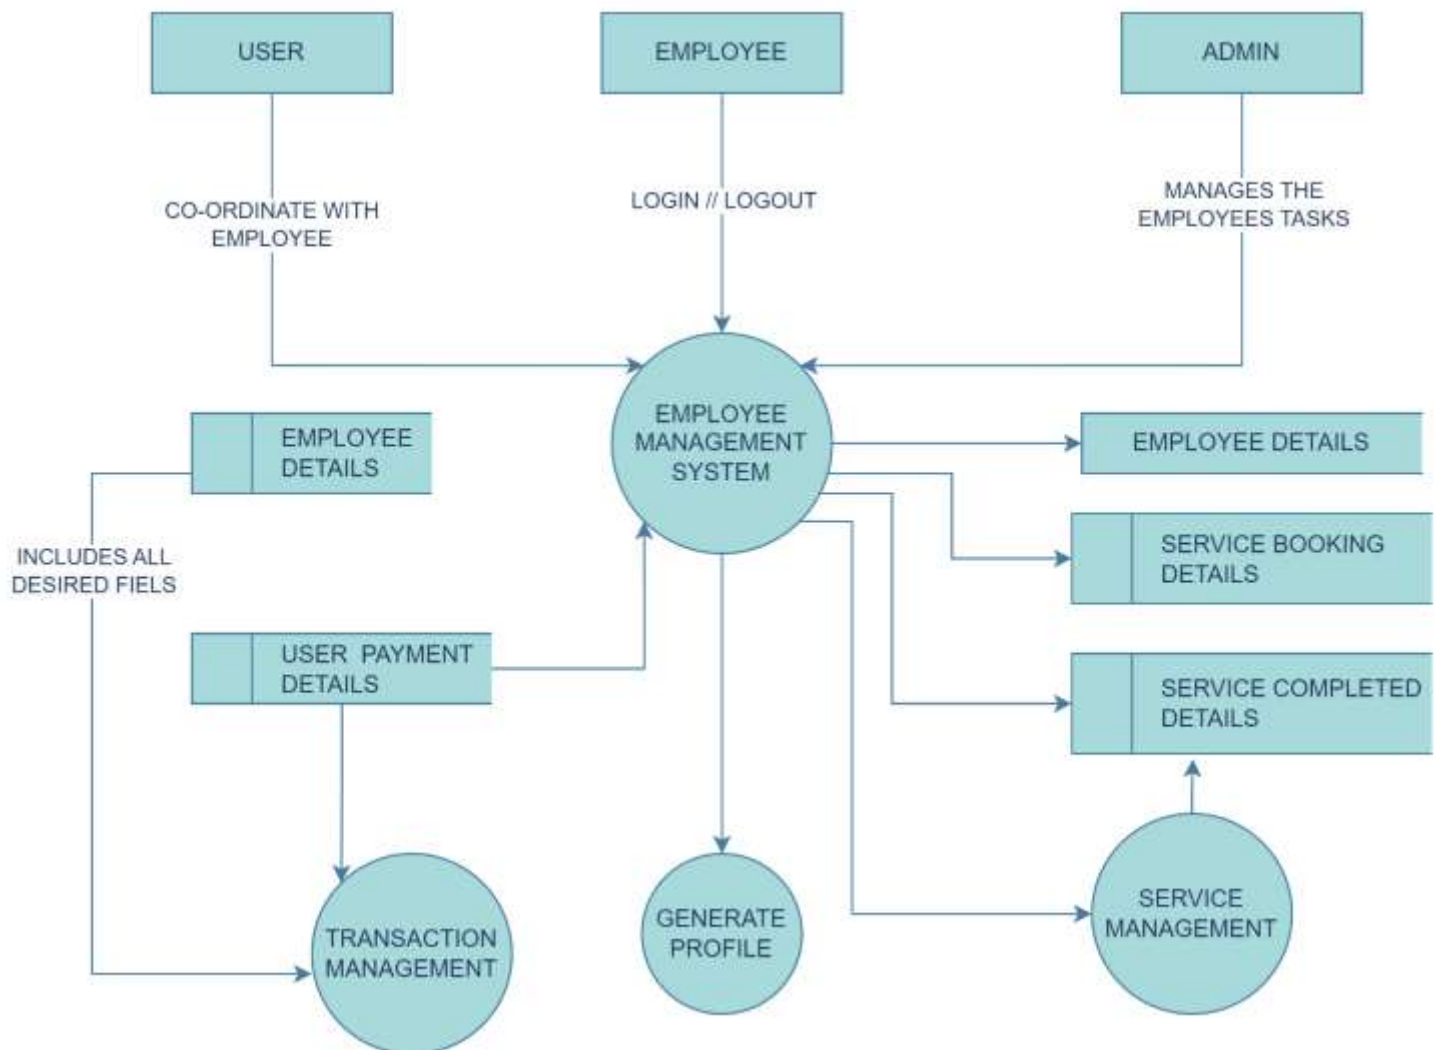 USER
EMPLOYEE
ADMIN
CO-ORDINATE WITH
EMPLOYEE
LOGIN // LOGOUT
MANAGES THE
EMPLOYEES TASKS
EMPLOYEE
MANAGEMENT
SYSTEM
EMPLOYEE
DETAILS
EMPLOYEE DETAILS
INCLUDES ALL
DESIRED FIELS
SERVICE BOOKING
DETAILS
USER PAYMENT
DETAILS
SERVICE COMPLETED
DETAILS
TRANSACTION
MANAGEMENT
GENERATE
PROFILE
SERVICE
MANAGEMENT